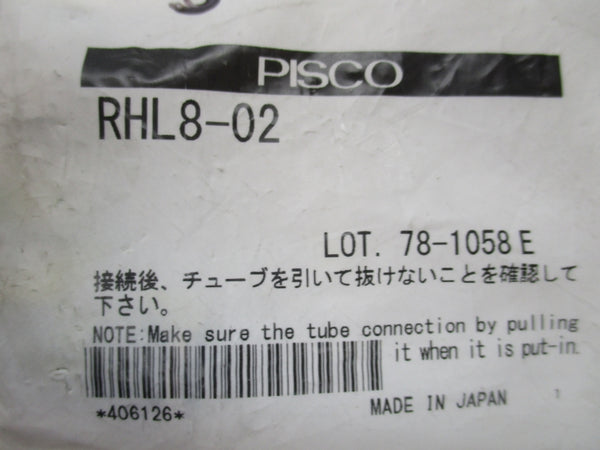 PISCO
RHL8-02
LOT. 78-1058E
接続後、チューブを引いて抜けないことを確認して
下さい。
NOTE:Make sure the tube connection by pulling
it when it is put-in.
*406126*
MADE IN JAPAN